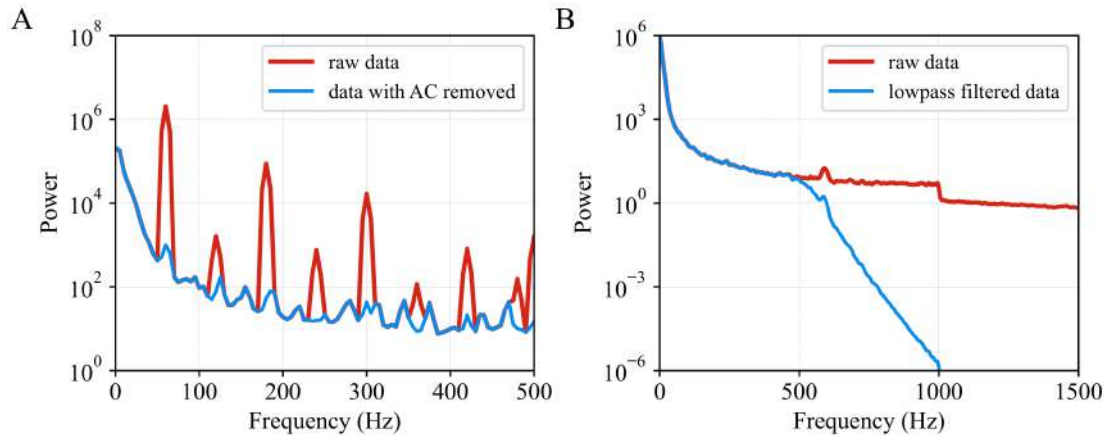 A
B
10^8
10^6
10^4
10^2
10^0
Power
0
100
200
300
400
500
Frequency (Hz)
raw data
data with AC removed
10^6
10^3
10^0
10^−3
10^−6
Power
0
500
1000
1500
Frequency (Hz)
raw data
lowpass filtered data